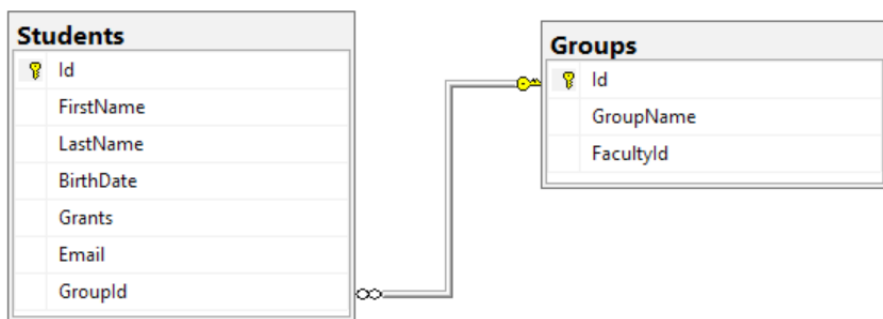 Students
Id
FirstName
LastName
BirthDate
Grants
Email
GroupId
Groups
Id
GroupName
FacultyId